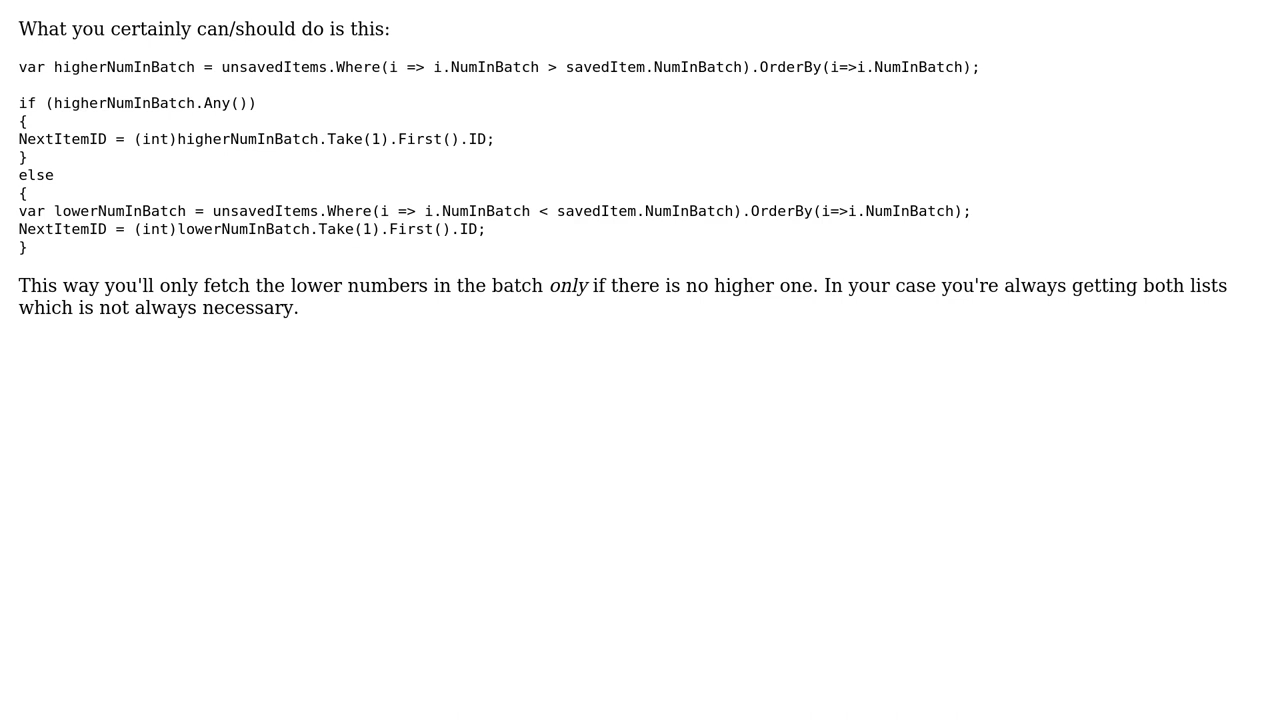 What you certainly can/should do is this:
var higherNumInBatch = unsavedItems.Where(i => i.NumInBatch > savedItem.NumInBatch).OrderBy(i=>i.NumInBatch);
if (higherNumInBatch.Any())
{
NextItemID = (int)higherNumInBatch.Take(1).First().ID;
}
else
{
var lowerNumInBatch = unsavedItems.Where(i => i.NumInBatch < savedItem.NumInBatch).OrderBy(i=>i.NumInBatch);
NextItemID = (int)lowerNumInBatch.Take(1).First().ID;
}
This way you'll only fetch the lower numbers in the batch only if there is no higher one. In your case you're always getting both lists
which is not always necessary.